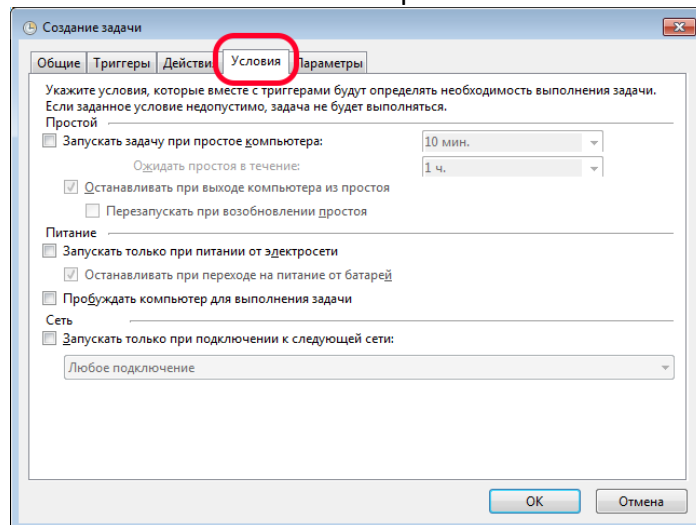 Создание задачи
Общие Триггеры Действи Условия Параметры
Укажите условия, которые вместе с триггерами будут определять необходимость выполнения задачи.
Если заданное условие недопустимо, задача не будет выполняться.
Простой
Запускать задачу при простое компьютера: 10 мин.
Ожидать простоя в течение: 1 ч.
Останавливать при выходе компьютера из простоя
Перезапускать при возобновлении простоя
Питание
Запускать только при питании от электросети
Останавливать при переходе на питание от батарей
Пробуждать компьютер для выполнения задачи
Сеть
Запускать только при подключении к следующей сети:
Любое подключение
OK Отмена